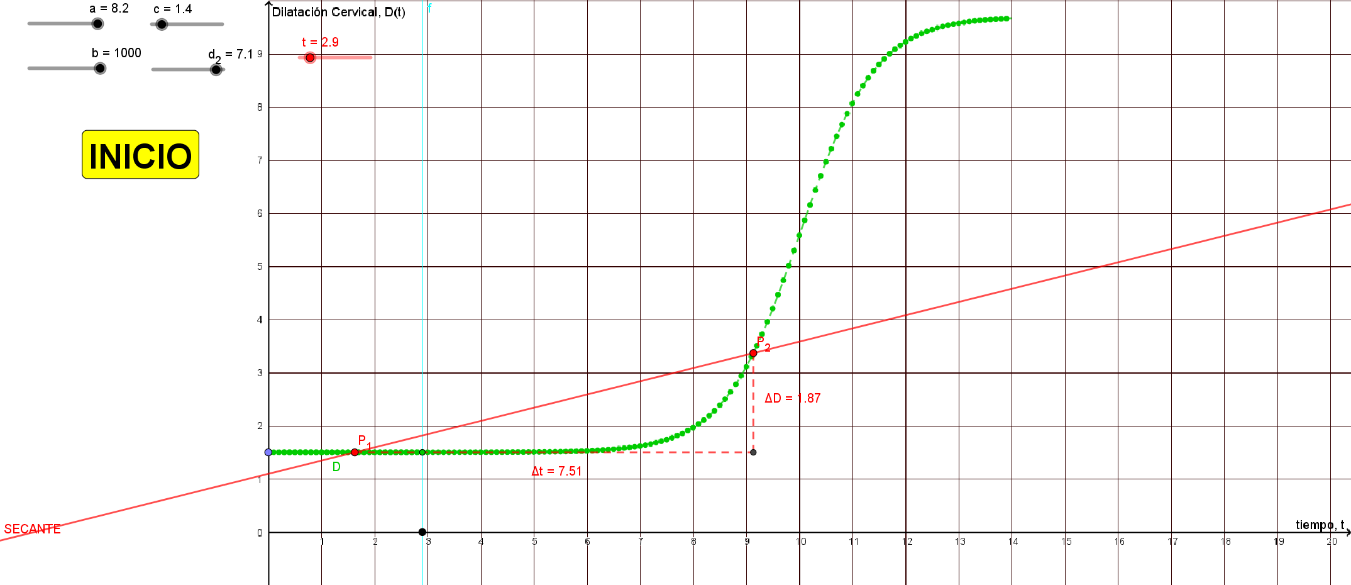 a = 8.2
c = 1.4
b = 1000
d2 = 7.1
INICIO
Dilatación Cervical, D(t)
f
t = 2.9
9
8
7
6
5
4
3
2
1
0
P2
ΔD = 1.87
P1
D
Δt = 7.51
SECANTE
tiempo, t
1 2 3 4 5 6 7 8 9 10 11 12 13 14 15 16 17 18 19 20